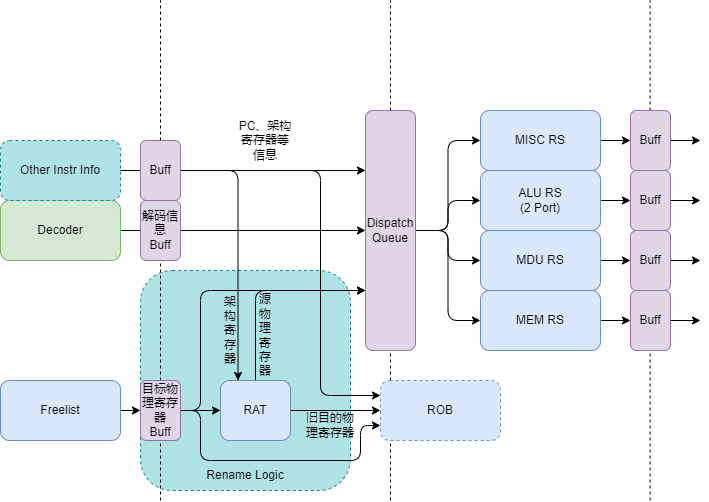 PC、架构
寄存器等
信息
Other Instr Info
Buff
MISC RS
Buff
Decoder
解码信
息
Buff
Dispatch
Queue
ALU RS
(2 Port)
Buff
MDU RS
Buff
MEM RS
Buff
架
构
寄
存
器
源
物
理
寄
存
器
Freelist
目标物
理寄存
器
Buff
RAT
旧目的物
理寄存器
ROB
Rename Logic